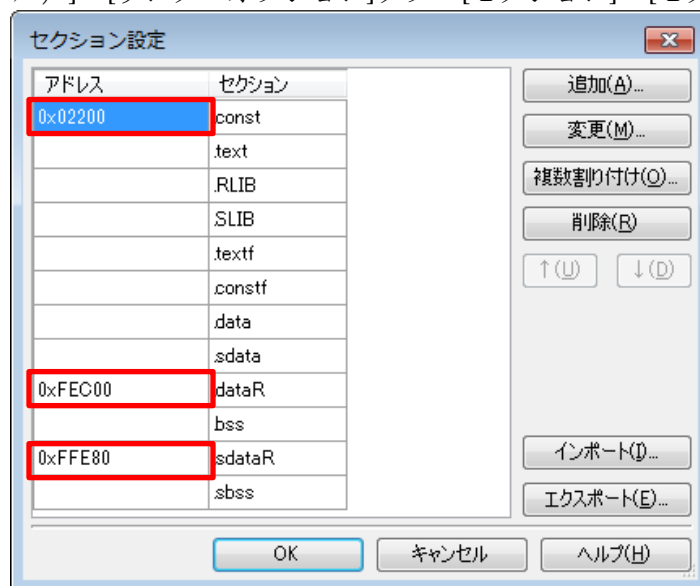 セクション設定
アドレス セクション
0x02200 .const
.text
.RLIB
.SLIB
.textf
.constf
.data
.sdata
0xFEC00 .dataR
.bss
0xFFE80 .sdataR
.sbss
追加(A)...
変更(M)...
複数割り付け(O)...
削除(R)
↑(U) ↓(D)
インポート(I)...
エクスポート(E)...
OK キャンセル ヘルプ(H)